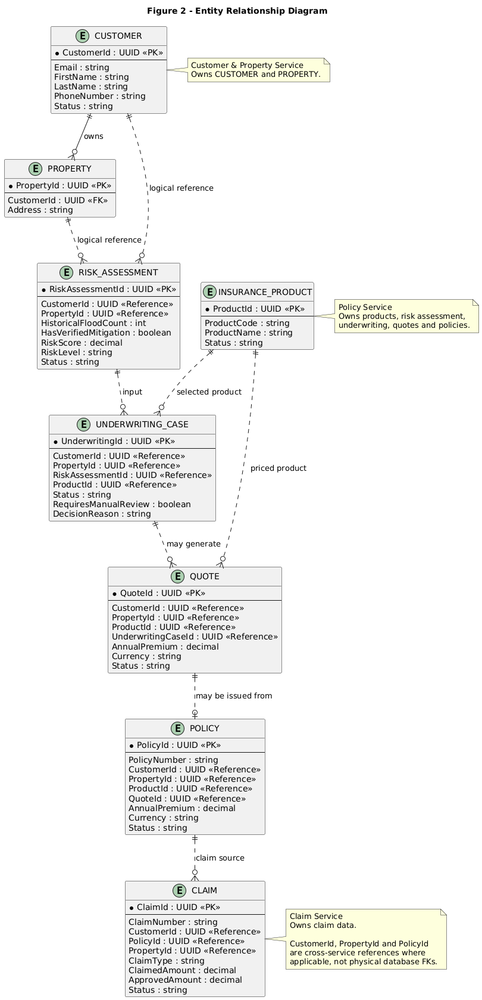 Figure 2 - Entity Relationship Diagram
E CUSTOMER
CustomerId : UUID «PK»
Email : string
FirstName : string
LastName : string
PhoneNumber : string
Status : string
Customer & Property Service
Owns CUSTOMER and PROPERTY.
owns
E PROPERTY
PropertyId : UUID «PK»
CustomerId : UUID «FK»
Address : string
logical reference
logical reference
E RISK_ASSESSMENT
RiskAssessmentId : UUID «PK»
CustomerId : UUID «Reference»
PropertyId : UUID «Reference»
HistoricalFloodCount : int
HasVerifiedMitigation : boolean
RiskScore : decimal
RiskLevel : string
Status : string
E INSURANCE_PRODUCT
ProductId : UUID «PK»
ProductCode : string
ProductName : string
Status : string
Policy Service
Owns products, risk assessment,
underwriting, quotes and policies.
input
selected product
E UNDERWRITING_CASE
UnderwritingId : UUID «PK»
CustomerId : UUID «Reference»
PropertyId : UUID «Reference»
RiskAssessmentId : UUID «Reference»
ProductId : UUID «Reference»
Status : string
RequiresManualReview : boolean
DecisionReason : string
priced product
may generate
E QUOTE
QuoteId : UUID «PK»
CustomerId : UUID «Reference»
PropertyId : UUID «Reference»
ProductId : UUID «Reference»
UnderwritingCaseId : UUID «Reference»
AnnualPremium : decimal
Currency : string
Status : string
may be issued from
E POLICY
PolicyId : UUID «PK»
PolicyNumber : string
CustomerId : UUID «Reference»
PropertyId : UUID «Reference»
ProductId : UUID «Reference»
QuoteId : UUID «Reference»
AnnualPremium : decimal
Currency : string
Status : string
claim source
E CLAIM
ClaimId : UUID «PK»
ClaimNumber : string
CustomerId : UUID «Reference»
PolicyId : UUID «Reference»
PropertyId : UUID «Reference»
ClaimType : string
ClaimedAmount : decimal
ApprovedAmount : decimal
Status : string
Claim Service
Owns claim data.
CustomerId, PropertyId and PolicyId
are cross-service references where
applicable, not physical database FKs.